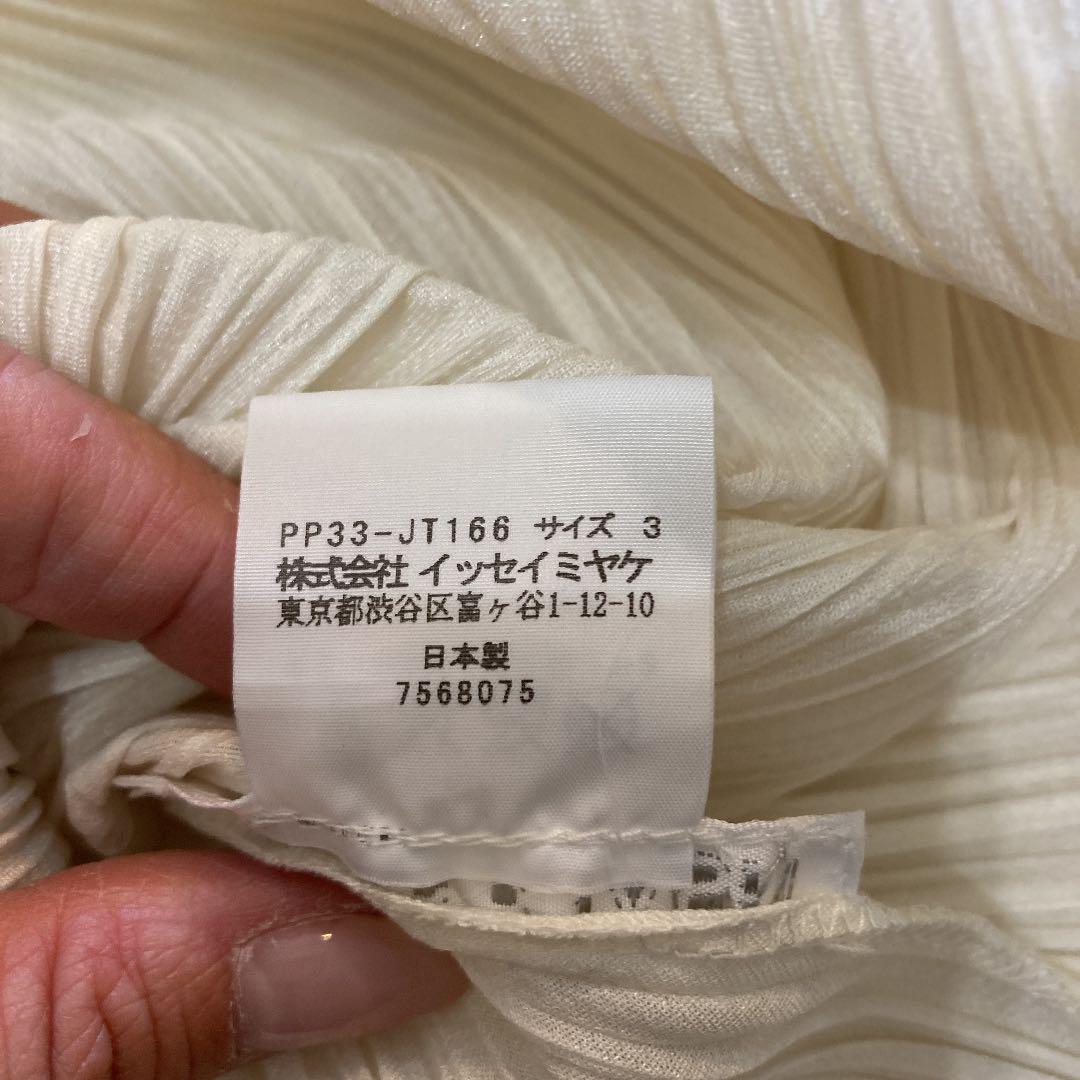 PP33-JT166 サイズ 3
株式会社 イッセイミヤケ
東京都渋谷区富ヶ谷1-12-10
日本製
7568075